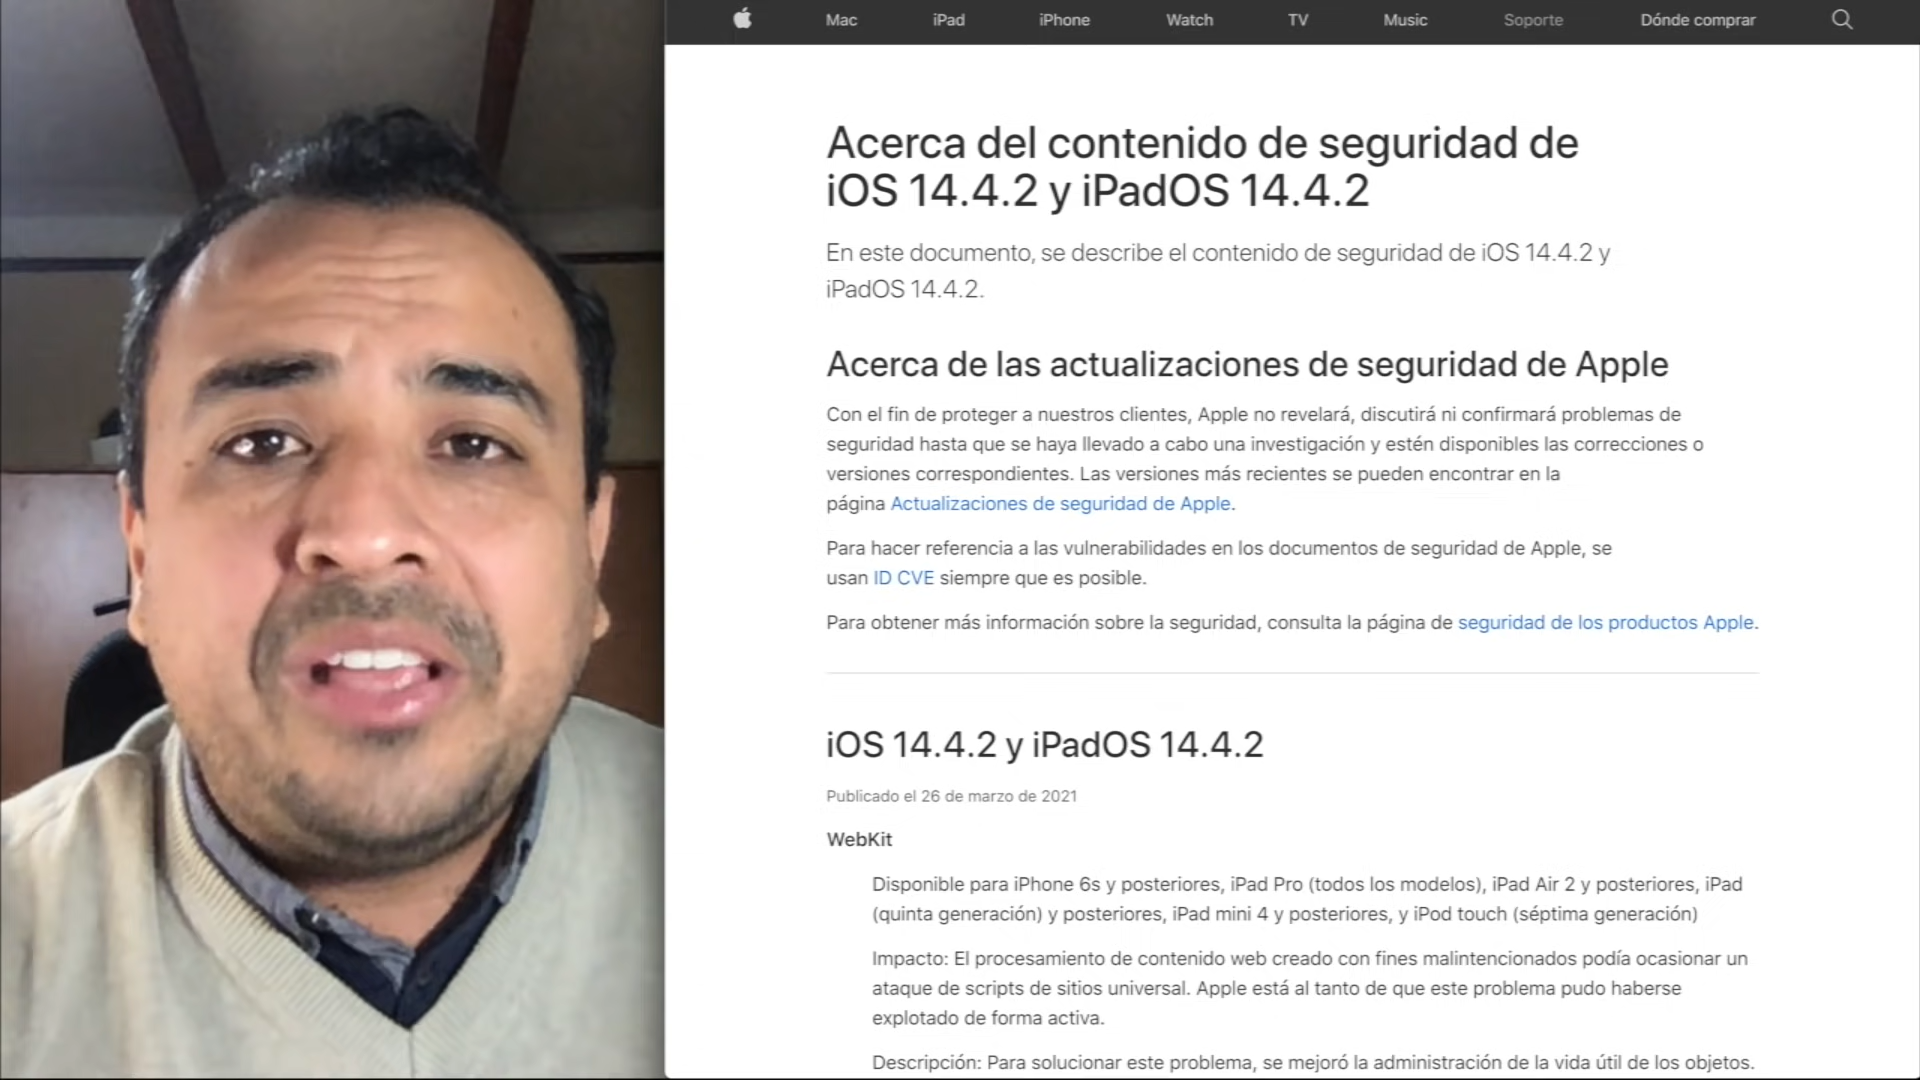 Mac iPad iPhone Watch TV Music Soporte Dónde comprar
Acerca del contenido de seguridad de
iOS 14.4.2 y iPadOS 14.4.2
En este documento, se describe el contenido de seguridad de iOS 14.4.2 y
iPadOS 14.4.2.
Acerca de las actualizaciones de seguridad de Apple
Con el fin de proteger a nuestros clientes, Apple no revelará, discutirá ni confirmará problemas de
seguridad hasta que se haya llevado a cabo una investigación y estén disponibles las correcciones o
versiones correspondientes. Las versiones más recientes se pueden encontrar en la
página Actualizaciones de seguridad de Apple.
Para hacer referencia a las vulnerabilidades en los documentos de seguridad de Apple, se
usan ID CVE siempre que es posible.
Para obtener más información sobre la seguridad, consulta la página de seguridad de los productos Apple.
iOS 14.4.2 y iPadOS 14.4.2
Publicado el 26 de marzo de 2021
WebKit
Disponible para iPhone 6s y posteriores, iPad Pro (todos los modelos), iPad Air 2 y posteriores, iPad
(quinta generación) y posteriores, iPad mini 4 y posteriores, y iPod touch (séptima generación)
Impacto: El procesamiento de contenido web creado con fines malintencionados podía ocasionar un
ataque de scripts de sitios universal. Apple está al tanto de que este problema pudo haberse
explotado de forma activa.
Descripción: Para solucionar este problema, se mejoró la administración de la vida útil de los objetos.